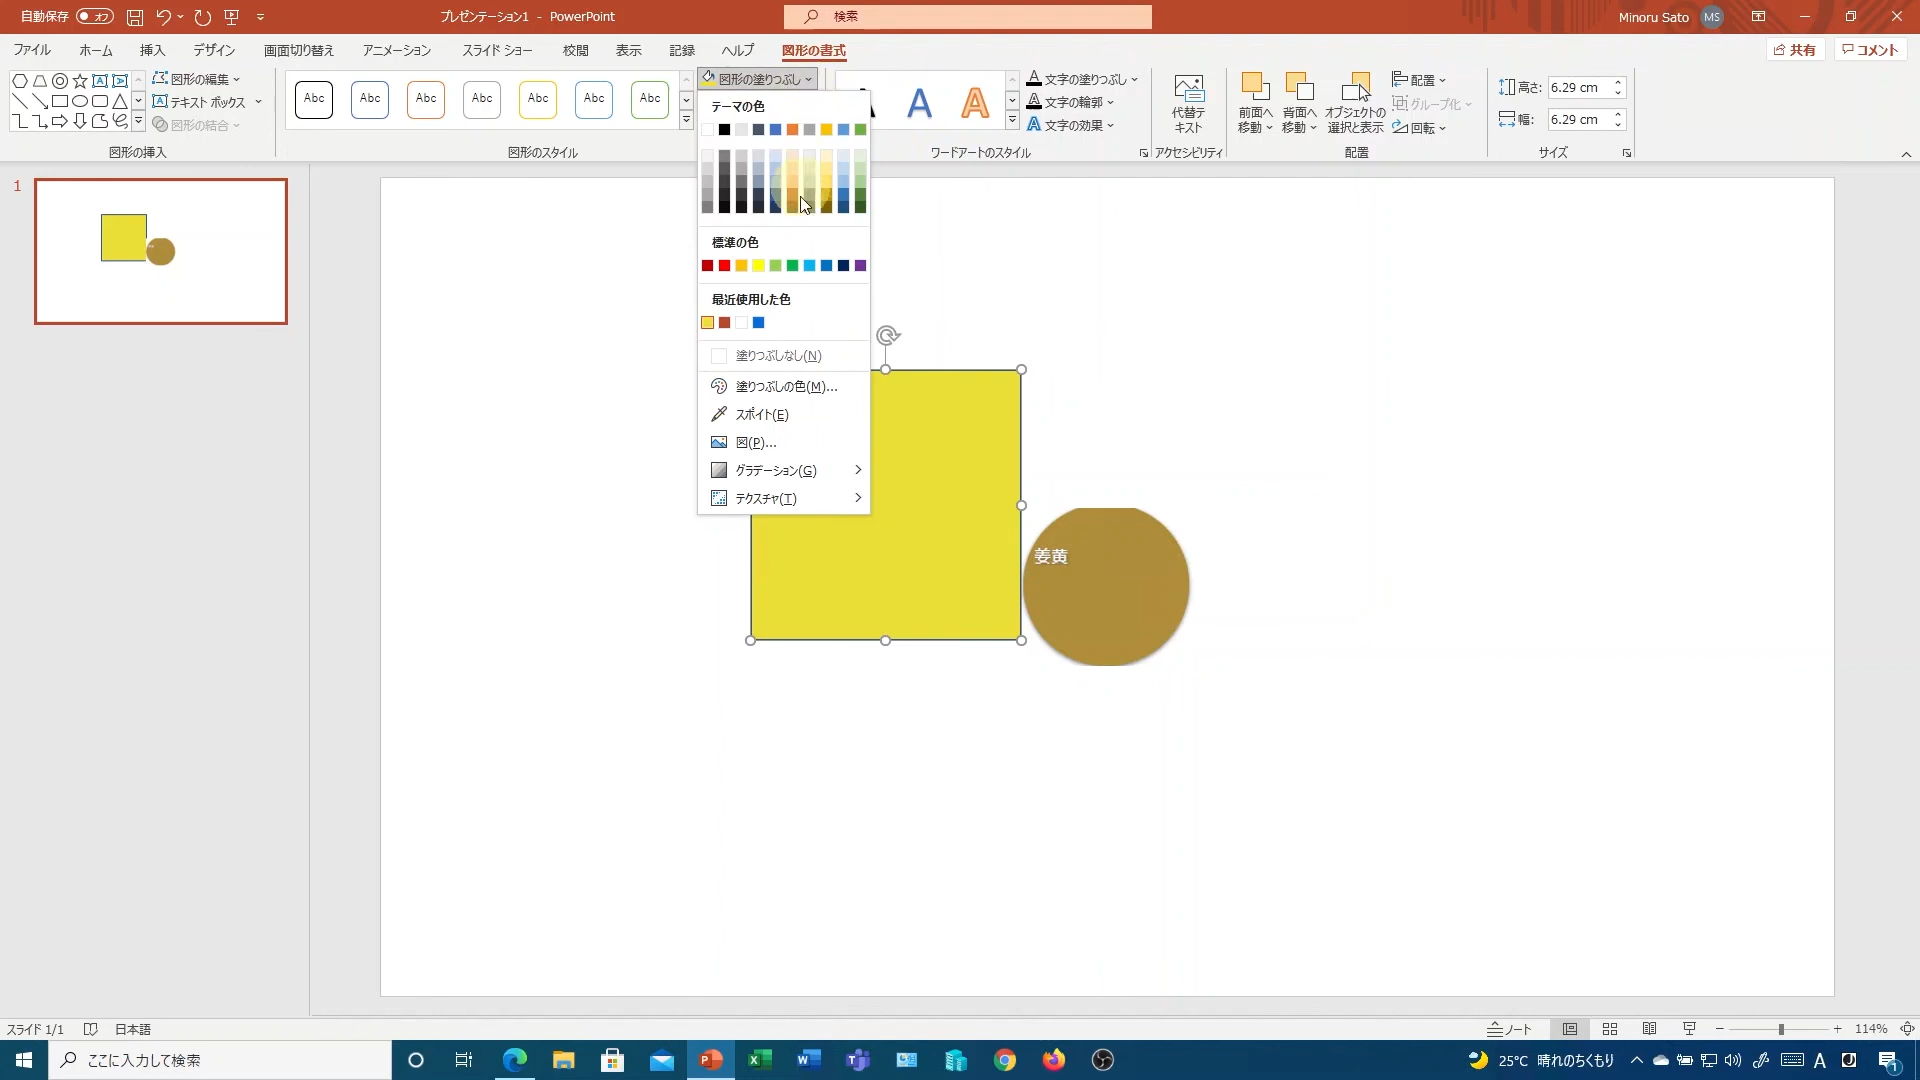 自動保存 オフ
プレゼンテーション1 - PowerPoint
検索
Minoru Sato MS
ファイル ホーム 挿入 デザイン 画面切り替え アニメーション スライド ショー 校閲 表示 記録 ヘルプ 図形の書式
共有 コメント
図形の編集
テキスト ボックス
図形の結合
図形の挿入
Abc Abc Abc Abc Abc Abc Abc
図形のスタイル
図形の塗りつぶし
A A
文字の塗りつぶし
文字の輪郭
文字の効果
ワードアートのスタイル
代替テ
キスト
アクセシビリティ
前面へ
移動
背面へ
移動
オブジェクトの
選択と表示
配置
グループ化
回転
配置
高さ: 6.29 cm
幅: 6.29 cm
サイズ
テーマの色
標準の色
最近使用した色
塗りつぶしなし(N)
塗りつぶしの色(M)...
スポイト(E)
図(P)...
グラデーション(G)
テクスチャ(T)
1
姜黄
スライド 1/1 日本語
ノート
114%
ここに入力して検索
25°C 晴れのちくもり
A
1